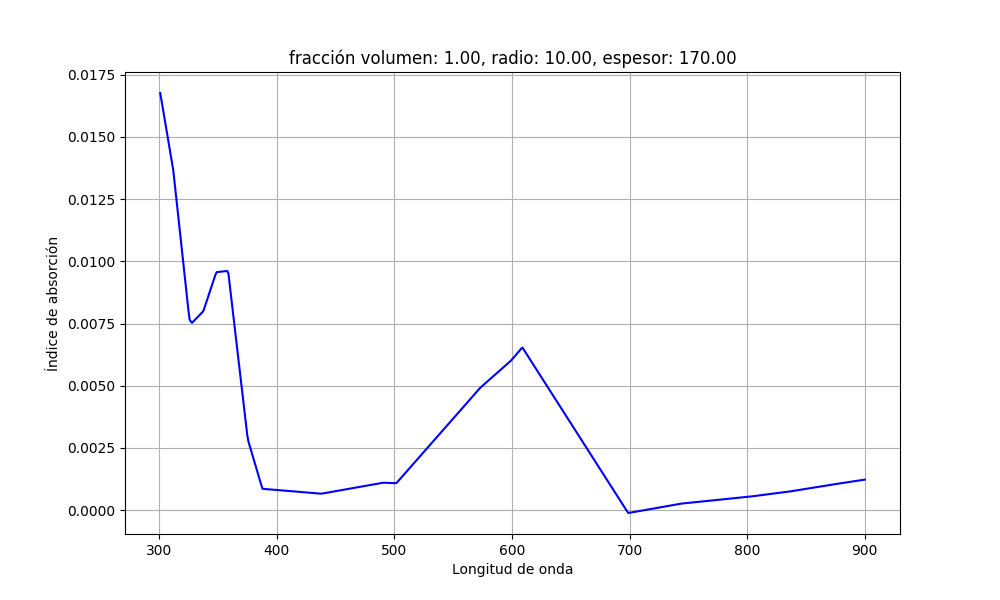 fracción volumen: 1.00, radio: 10.00, espesor: 170.00
0.0175
0.0150
0.0125
0.0100
0.0075
0.0050
0.0025
0.0000
Índice de absorción
300 400 500 600 700 800 900
Longitud de onda